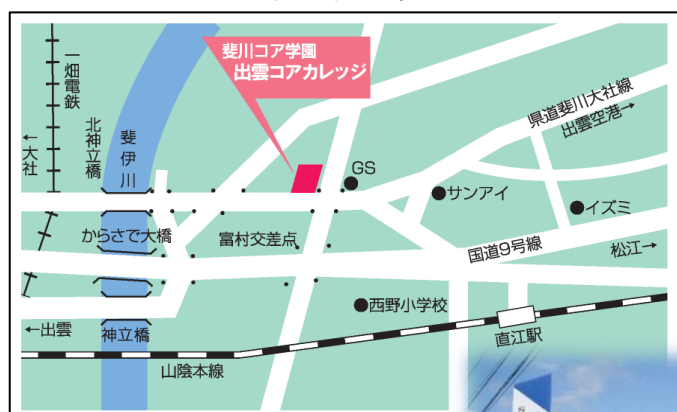 斐川コア学園
出雲コアカレッジ
一畑電鉄
北神立橋
斐伊川
←大社
県道斐川大社線
出雲空港→
GS
サンアイ
イズミ
からさで大橋
富村交差点
国道9号線
松江→
西野小学校
←出雲
神立橋
直江駅
山陰本線